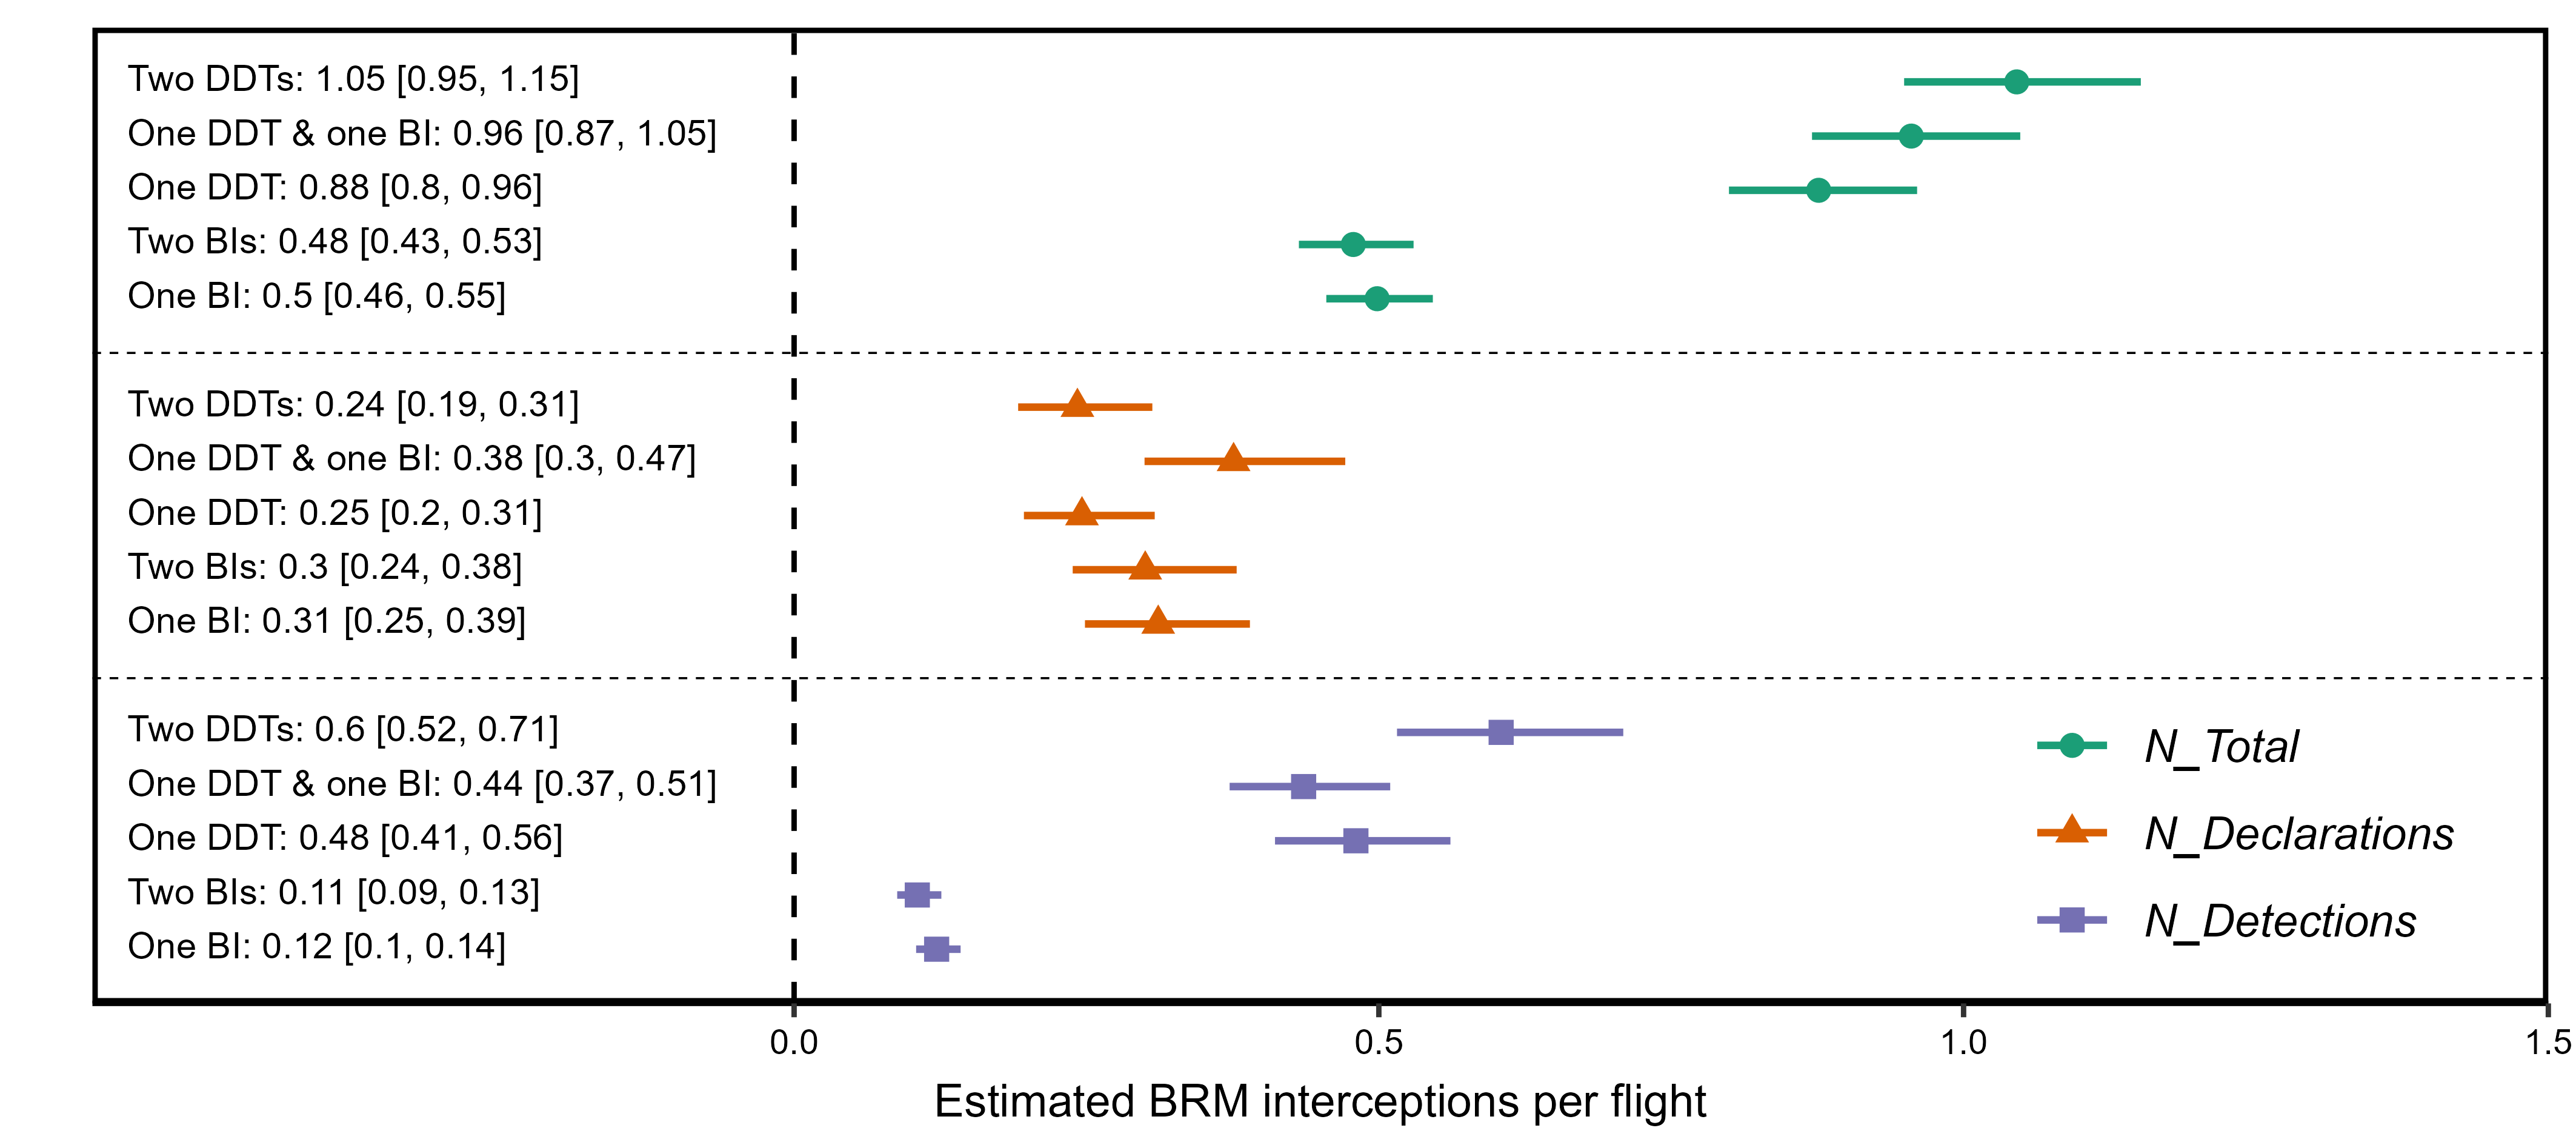 Two DDTs: 1.05 [0.95, 1.15]
One DDT & one BI: 0.96 [0.87, 1.05]
One DDT: 0.88 [0.8, 0.96]
Two BIs: 0.48 [0.43, 0.53]
One BI: 0.5 [0.46, 0.55]
Two DDTs: 0.24 [0.19, 0.31]
One DDT & one BI: 0.38 [0.3, 0.47]
One DDT: 0.25 [0.2, 0.31]
Two BIs: 0.3 [0.24, 0.38]
One BI: 0.31 [0.25, 0.39]
Two DDTs: 0.6 [0.52, 0.71]
One DDT & one BI: 0.44 [0.37, 0.51]
One DDT: 0.48 [0.41, 0.56]
Two BIs: 0.11 [0.09, 0.13]
One BI: 0.12 [0.1, 0.14]
N_Total
N_Declarations
N_Detections
0.0 0.5 1.0 1.5
Estimated BRM interceptions per flight